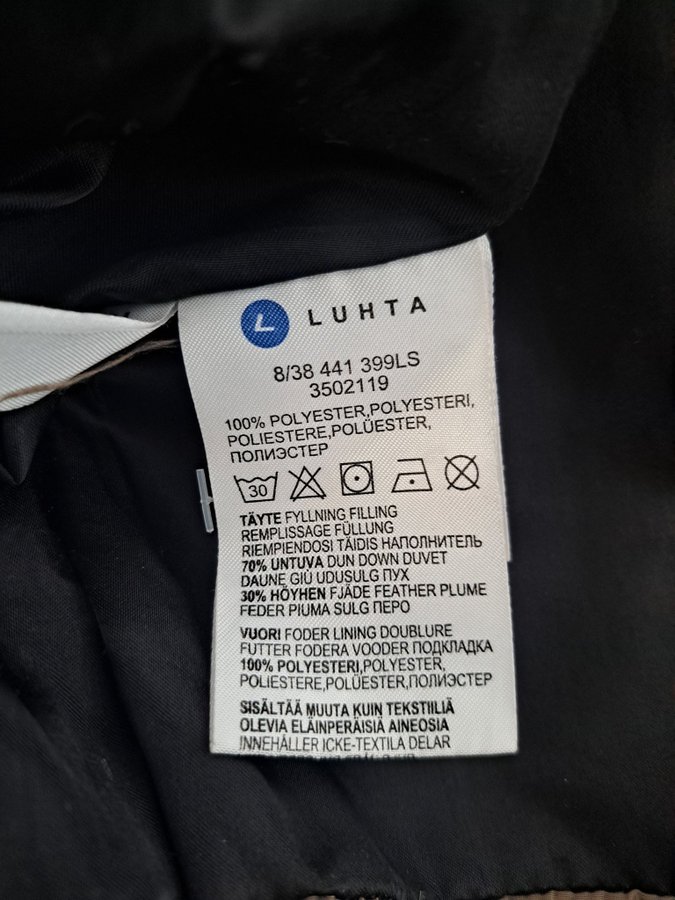 L LUHTA
8/38 441 399LS
3502119
100% POLYESTER,POLYESTERI,
POLIESTERE,POLÜESTER,
ПОЛИЭСТЕР
30
TÄYTE FYLLNING FILLING
REMPLISSAGE FÜLLUNG
RIEMPIENDOSI TÄIDIS НАПОЛНИТЕЛЬ
70% UNTUVA DUN DOWN DUVET
DAUNE GIÙ UDUSULG ПУХ
30% HÖYHEN FJÄDE FEATHER PLUME
FEDER PIUMA SULG ПЕРО
VUORI FODER LINING DOUBLURE
FUTTER FODERA VOODER ПОДКЛАДКА
100% POLYESTERI,POLYESTER,
POLIESTERE,POLÜESTER,ПОЛИЭСТЕР
SISÄLTÄÄ MUUTA KUIN TEKSTIILIÄ
OLEVIA ELÄINPERÄISIÄ AINEOSIA
INNEHÅLLER ICKE-TEXTILA DELAR